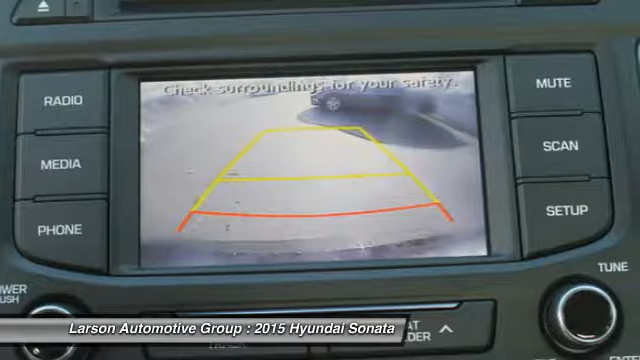 Check surroundings for your safety.
RADIO
MUTE
MEDIA
SCAN
PHONE
SETUP
TUNE
Larson Automotive Group : 2015 Hyundai Sonata